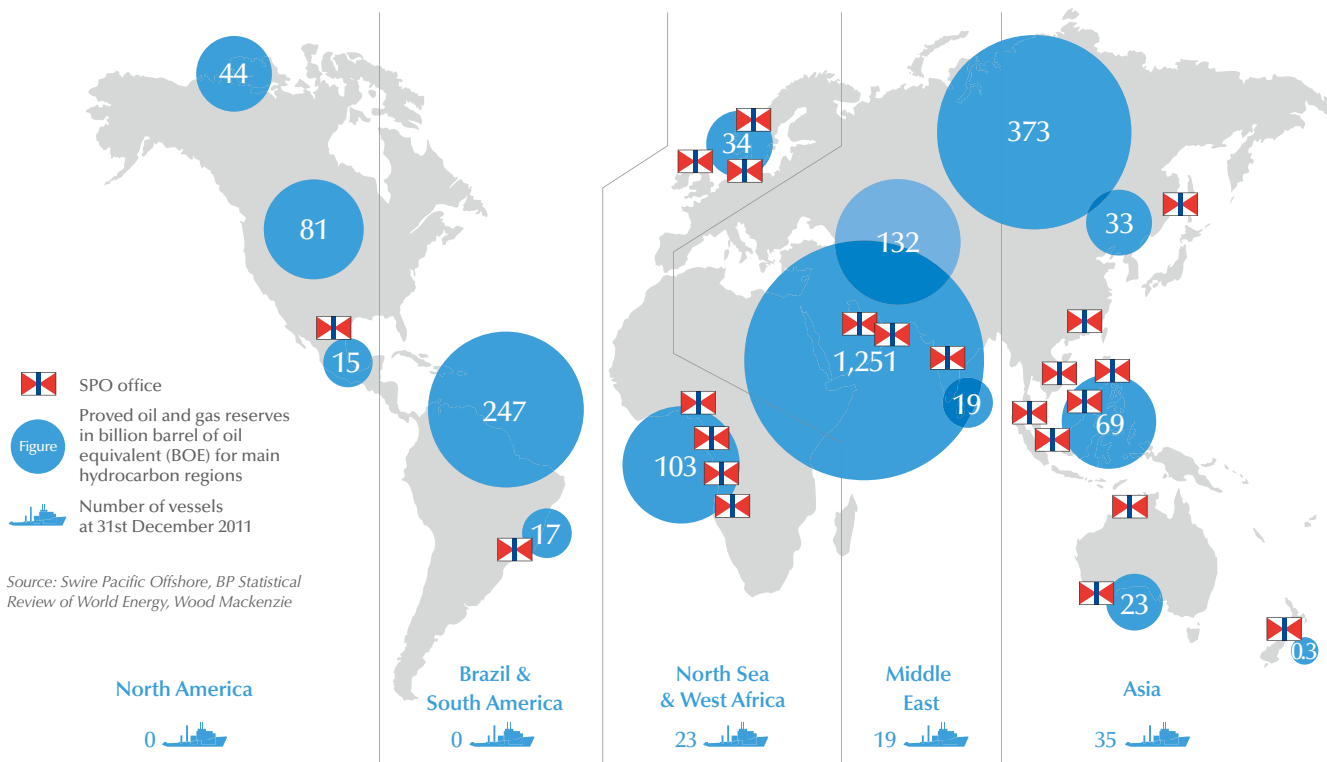 44
373
34
81
33
132
15
1,251
SPO office
247
19
69
Proved oil and gas reserves
in billion barrel of oil
equivalent (BOE) for main
hydrocarbon regions
Figure
103
Number of vessels
at 31st December 2011
17
Source: Swire Pacific Offshore, BP Statistical
Review of World Energy, Wood Mackenzie
23
0.3
North America
0
Brazil &
South America
0
North Sea
& West Africa
23
Middle
East
19
Asia
35